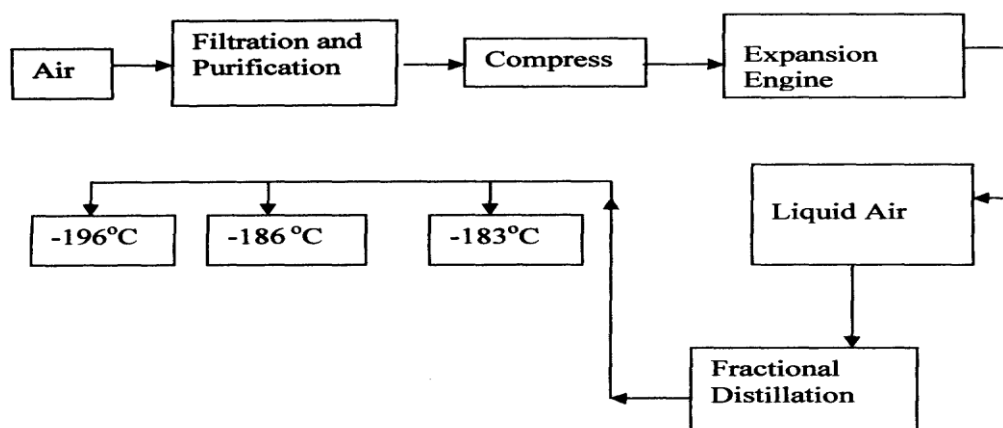 Air
Filtration and
Purification
Compress
Expansion
Engine
-196°C
-186 °C
-183°C
Liquid Air
Fractional
Distillation